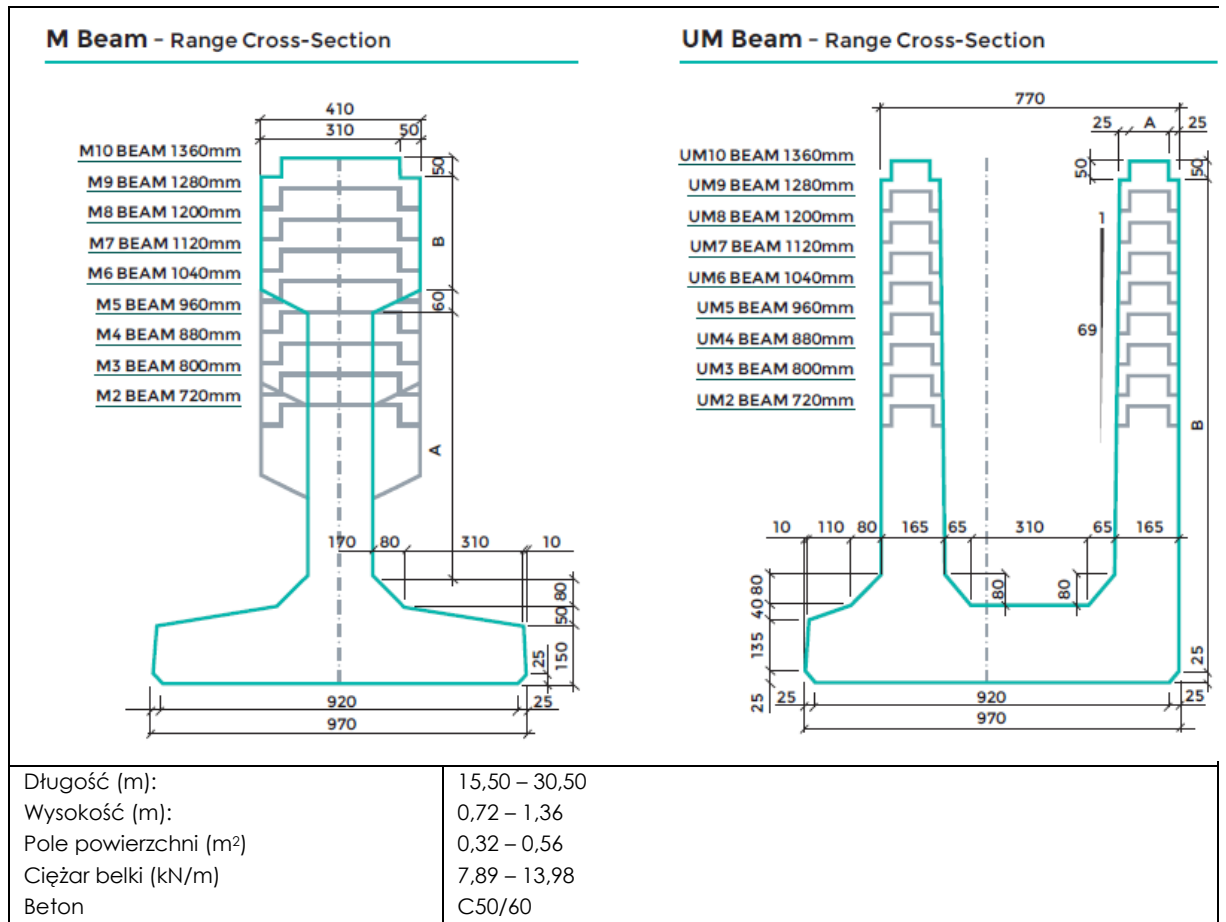 M Beam – Range Cross-Section
410
310 50
M10 BEAM 1360mm
M9 BEAM 1280mm
M8 BEAM 1200mm
M7 BEAM 1120mm
M6 BEAM 1040mm
M5 BEAM 960mm
M4 BEAM 880mm
M3 BEAM 800mm
M2 BEAM 720mm
50
B
60
A
170 80 310 10
80
50
25
150
920 25
970
UM Beam – Range Cross-Section
770
25 A 25
UM10 BEAM 1360mm
UM9 BEAM 1280mm
UM8 BEAM 1200mm
UM7 BEAM 1120mm
UM6 BEAM 1040mm
UM5 BEAM 960mm
UM4 BEAM 880mm
UM3 BEAM 800mm
UM2 BEAM 720mm
50
50
1
69
B
10 110 80 165 65 310 65 165
80
40
135
25
80
80
25
25 920 25
970
Długość (m): 15,50 – 30,50
Wysokość (m): 0,72 – 1,36
Pole powierzchni (m²) 0,32 – 0,56
Ciężar belki (kN/m) 7,89 – 13,98
Beton C50/60